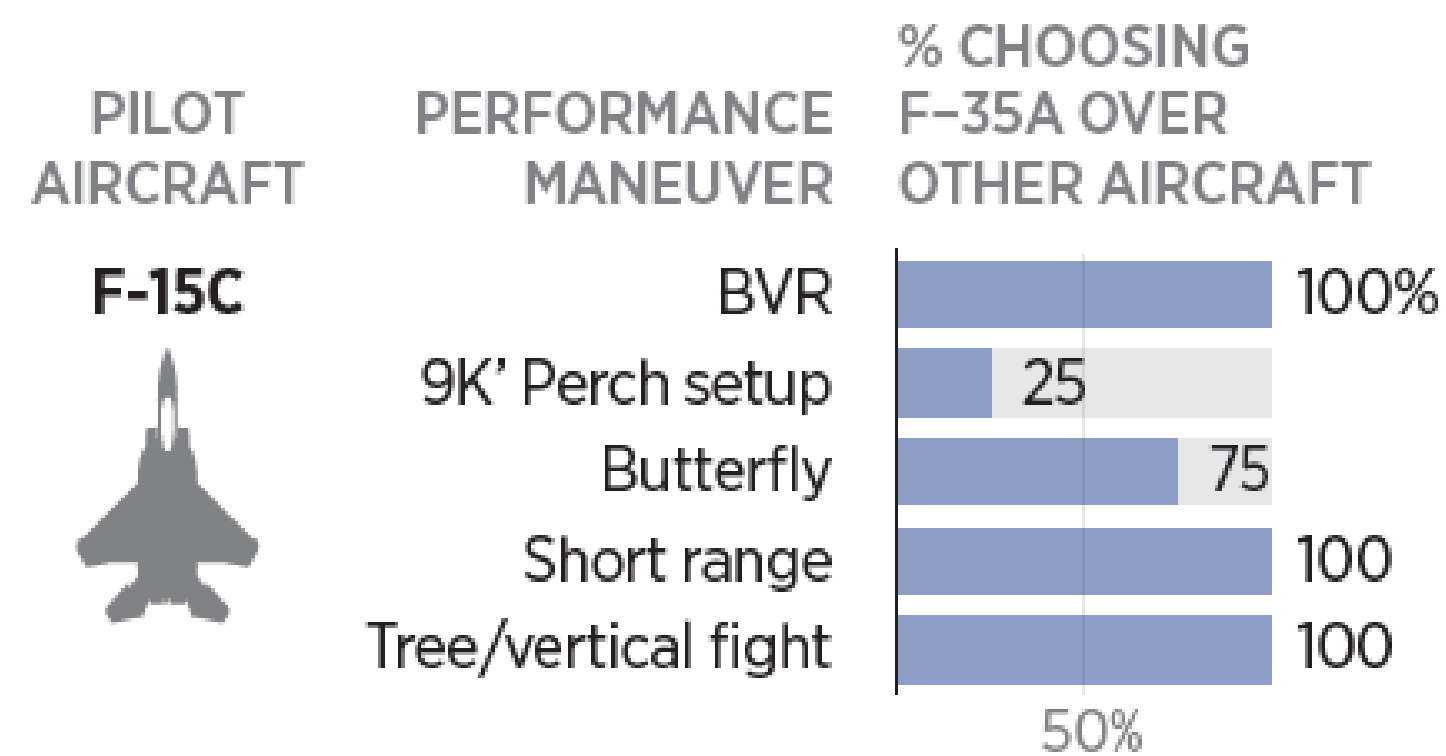 PILOT
AIRCRAFT
PERFORMANCE
MANEUVER
% CHOOSING
F-35A OVER
OTHER AIRCRAFT
F-15C
BVR 100%
9K’ Perch setup 25
Butterfly 75
Short range 100
Tree/vertical fight 100
50%